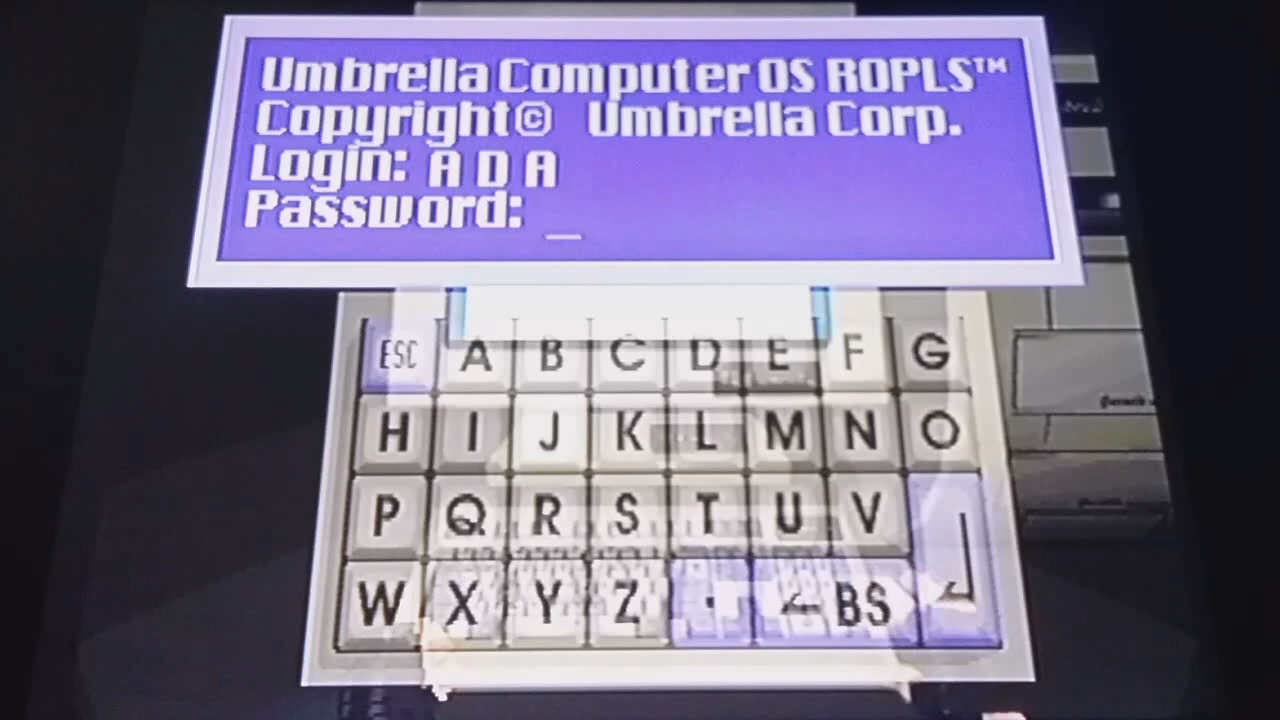 Umbrella Computer OS ROPLS™
Copyright© Umbrella Corp.
Login: A D A
Password: _
ESC A B C D E F G
H I J K L M N O
P Q R S T U V
W X Y Z . ← BS ↵